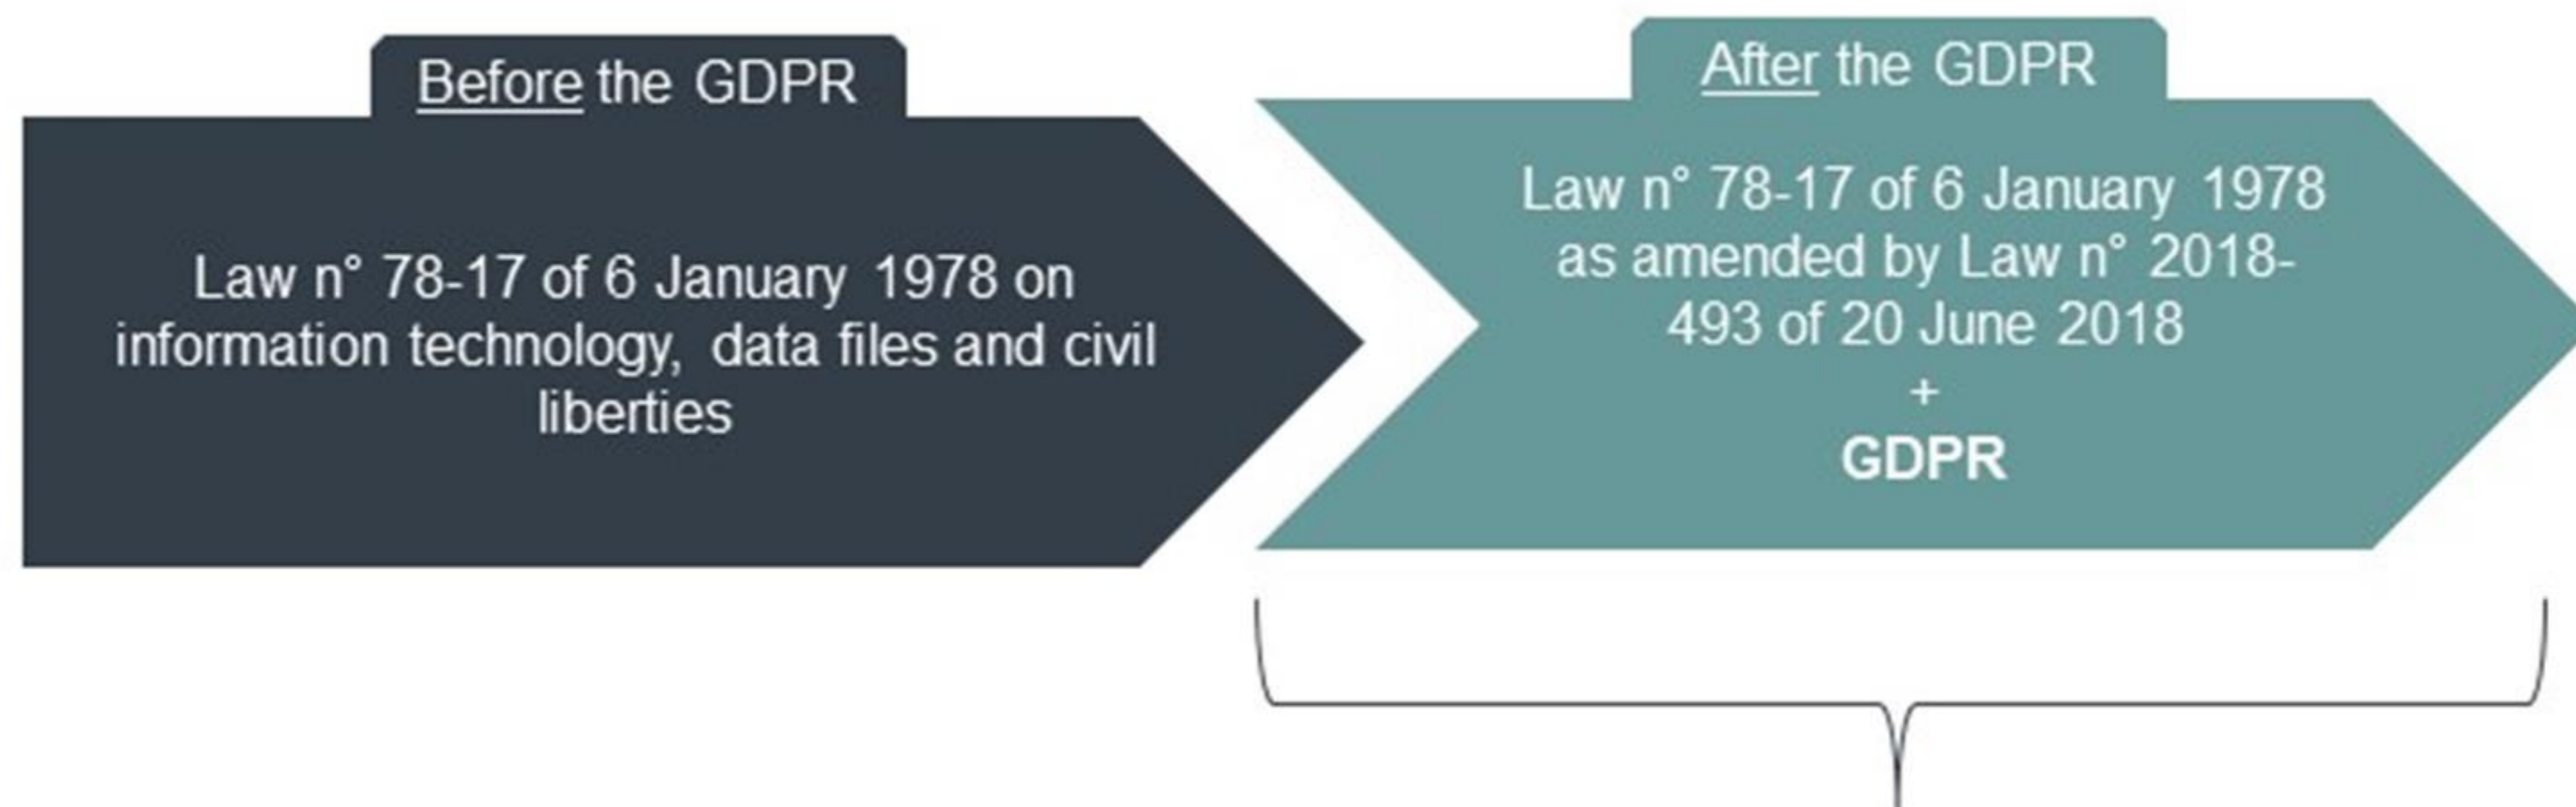 Before the GDPR
Law n° 78-17 of 6 January 1978 on
information technology, data files and civil
liberties
After the GDPR
Law n° 78-17 of 6 January 1978
as amended by Law n° 2018-
493 of 20 June 2018
+
GDPR